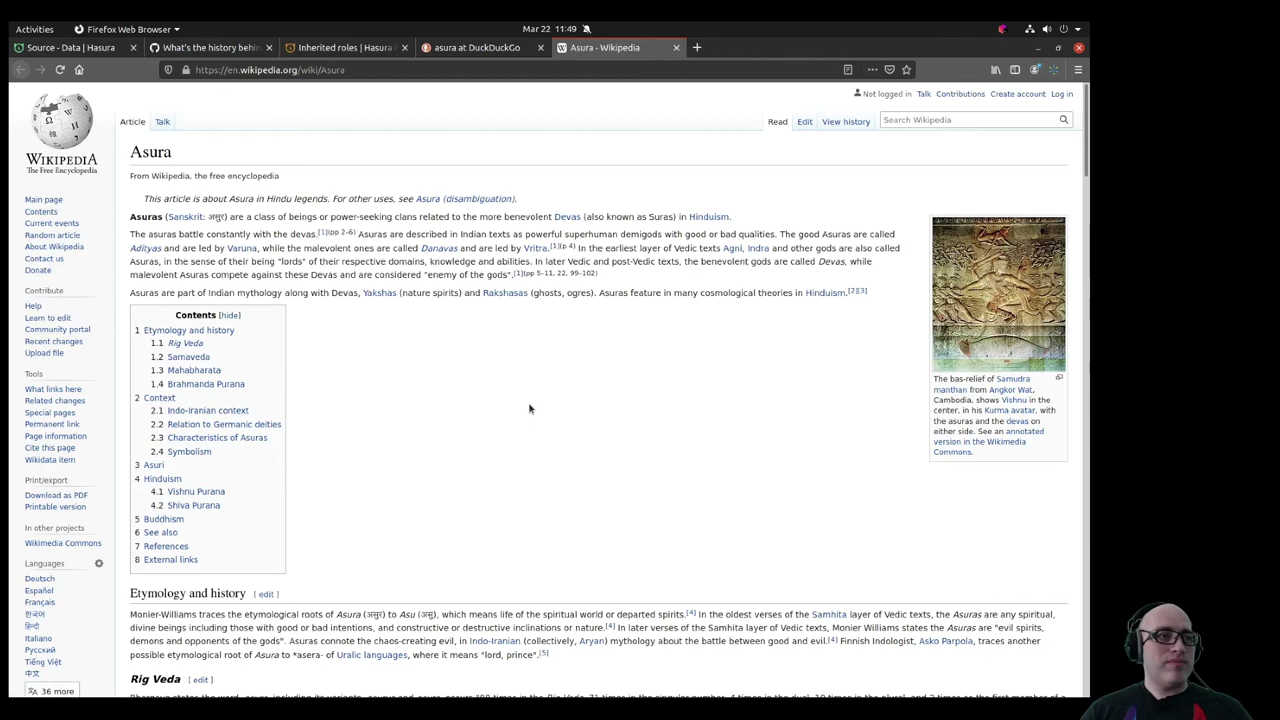 Activities
Firefox Web Browser
Mar 22 11:49
Source - Data | Hasura
What's the history behin
Inherited roles | Hasura
asura at DuckDuckGo
Asura - Wikipedia
https://en.wikipedia.org/wiki/Asura
Not logged in Talk Contributions Create account Log in
Article Talk
Read Edit View history
Search Wikipedia
WIKIPEDIA
The Free Encyclopedia
Main page
Contents
Current events
Random article
About Wikipedia
Contact us
Donate
Contribute
Help
Learn to edit
Community portal
Recent changes
Upload file
Tools
What links here
Related changes
Special pages
Permanent link
Page information
Cite this page
Wikidata item
Print/export
Download as PDF
Printable version
In other projects
Wikimedia Commons
Languages
Deutsch
Español
Français
한국어
हिन्दी
Italiano
Русский
Tiếng Việt
中文
36 more
Asura
From Wikipedia, the free encyclopedia
This article is about Asura in Hindu legends. For other uses, see Asura (disambiguation).
Asuras (Sanskrit: असुर) are a class of beings or power-seeking clans related to the more benevolent Devas (also known as Suras) in Hinduism.
The asuras battle constantly with the devas.[1](pp 2–6) Asuras are described in Indian texts as powerful superhuman demigods with good or bad qualities. The good Asuras are called
Adityas and are led by Varuna, while the malevolent ones are called Danavas and are led by Vritra.[1](p 4) In the earliest layer of Vedic texts Agni, Indra and other gods are also called
Asuras, in the sense of their being "lords" of their respective domains, knowledge and abilities. In later Vedic and post-Vedic texts, the benevolent gods are called Devas, while
malevolent Asuras compete against these Devas and are considered "enemy of the gods".[1](pp 5–11, 22, 99–102)
Asuras are part of Indian mythology along with Devas, Yakshas (nature spirits) and Rakshasas (ghosts, ogres). Asuras feature in many cosmological theories in Hinduism.[2][3]
The bas-relief of Samudra
manthan from Angkor Wat,
Cambodia, shows Vishnu in the
center, in his Kurma avatar, with
the asuras and the devas on
either side. See an annotated
version in the Wikimedia
Commons.
Contents [hide]
1 Etymology and history
1.1 Rig Veda
1.2 Samaveda
1.3 Mahabharata
1.4 Brahmanda Purana
2 Context
2.1 Indo-Iranian context
2.2 Relation to Germanic deities
2.3 Characteristics of Asuras
2.4 Symbolism
3 Asuri
4 Hinduism
4.1 Vishnu Purana
4.2 Shiva Purana
5 Buddhism
6 See also
7 References
8 External links
Etymology and history [ edit ]
Monier-Williams traces the etymological roots of Asura (असुर) to Asu (असु), which means life of the spiritual world or departed spirits.[4] In the oldest verses of the Samhita layer of Vedic texts, the Asuras are any spiritual,
divine beings including those with good or bad intentions, and constructive or destructive inclinations or nature.[4] In later verses of the Samhita layer of Vedic texts, Monier Williams states the Asuras are "evil spirits,
demons and opponents of the gods". Asuras connote the chaos-creating evil, in Indo-Iranian (collectively, Aryan) mythology about the battle between good and evil.[4] Finnish Indologist, Asko Parpola, traces another
possible etymological root of Asura to *asera- of Uralic languages, where it means "lord, prince".[5]
Rig Veda [ edit ]